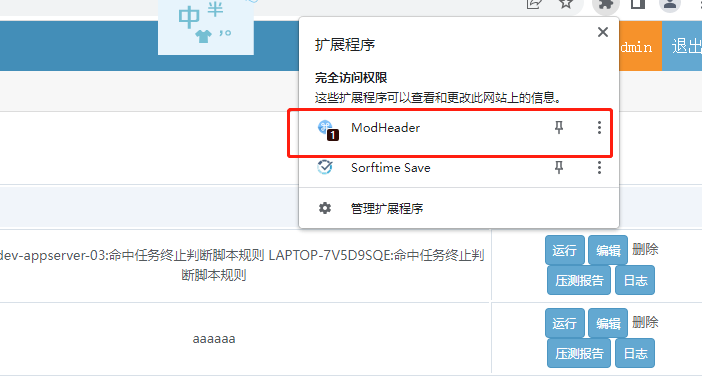 中 半
，°
扩展程序
dmin
退出
完全访问权限
这些扩展程序可以查看和更改此网站上的信息。
1
ModHeader
Sorftime Save
管理扩展程序
dev-appserver-03:命中任务终止判断脚本规则 LAPTOP-7V5D9SQE:命中任务终止判
断脚本规则
运行 编辑 删除
压测报告 日志
aaaaaa
运行 编辑 删除
压测报告 日志